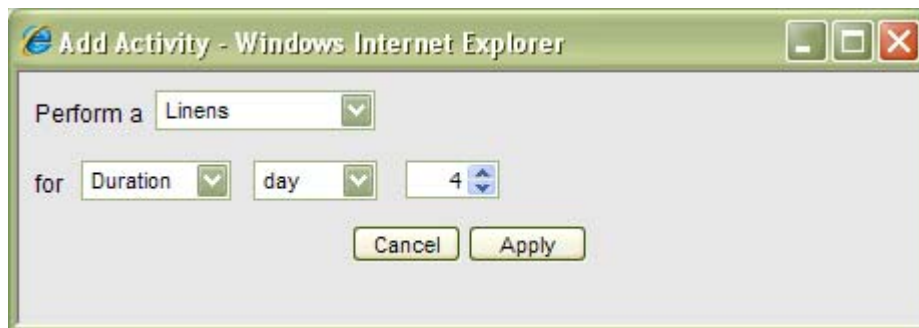 Add Activity - Windows Internet Explorer
Perform a Linens
for Duration day 4
Cancel Apply